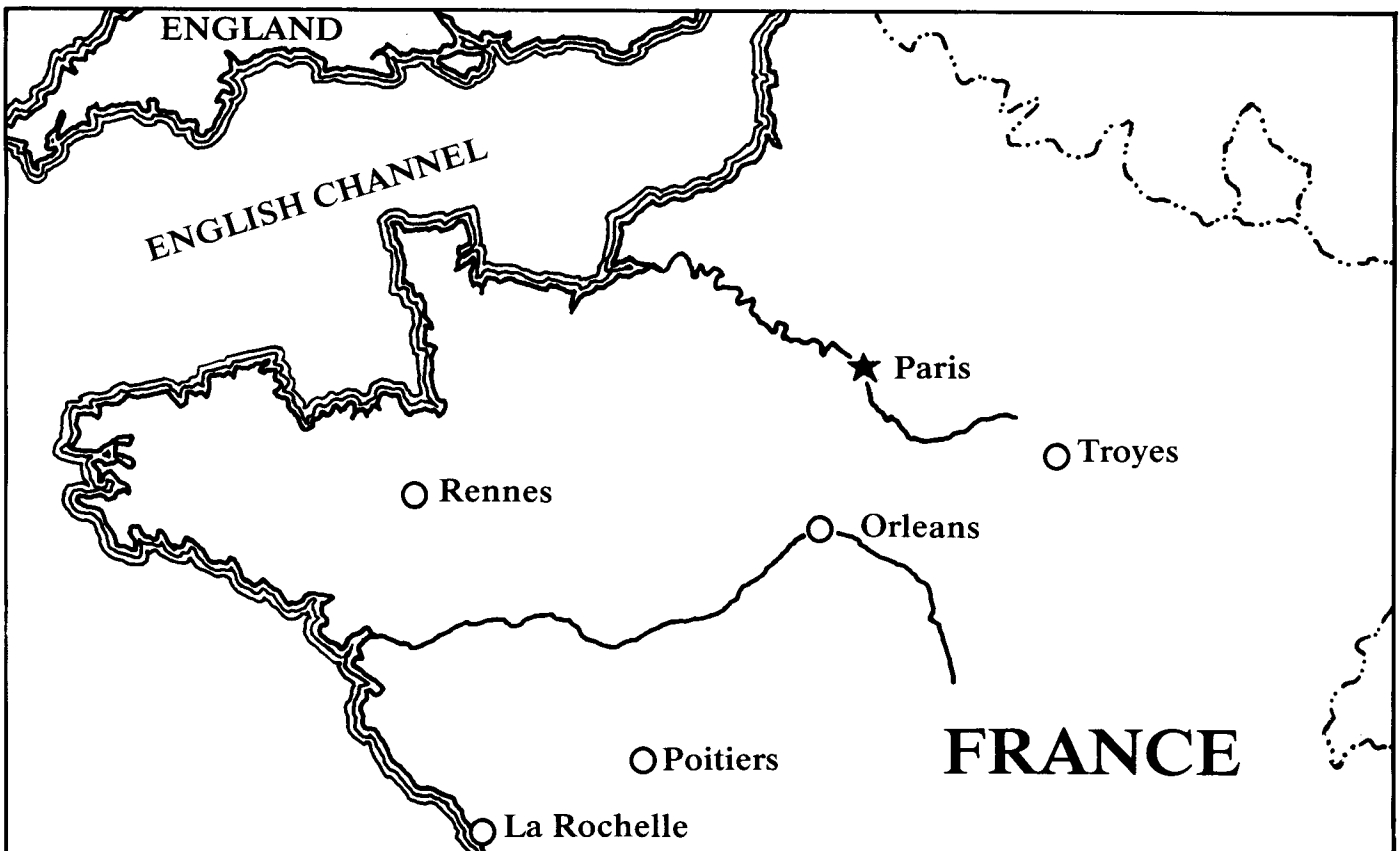 ENGLAND
ENGLISH CHANNEL
Paris
Troyes
Rennes
Orleans
FRANCE
Poitiers
La Rochelle